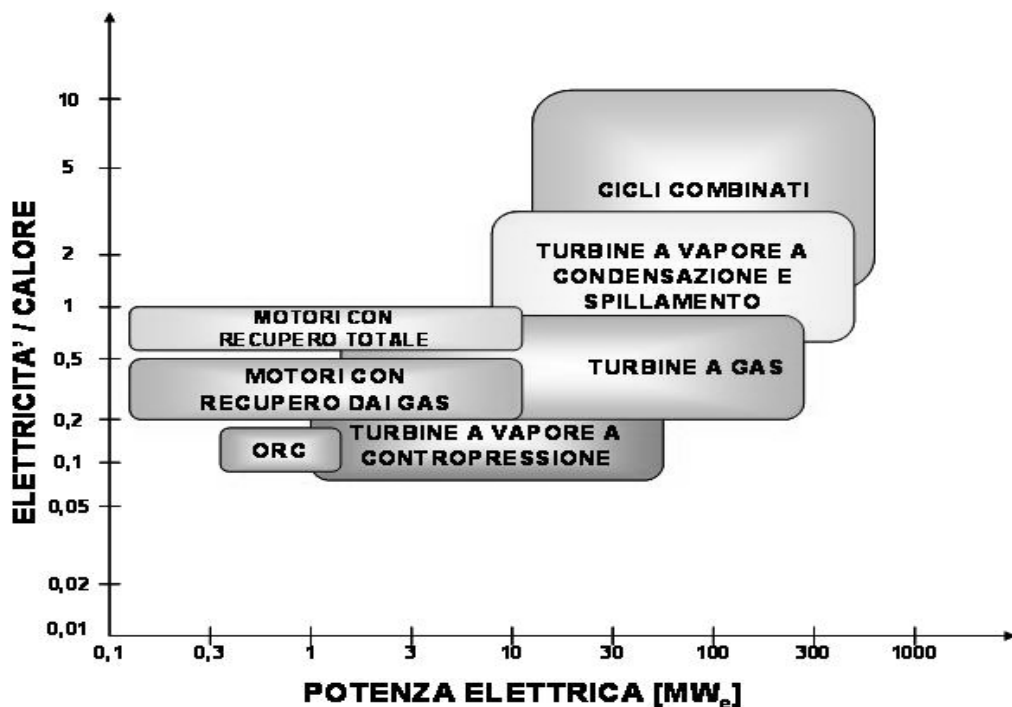 ELETTRICITA' / CALORE
10
5
2
1
0,5
0,2
0,1
0,05
0,02
0,01
CICLI COMBINATI
TURBINE A VAPORE A
CONDENSAZIONE E
SPILLAMENTO
MOTORI CON
RECUPERO TOTALE
TURBINE A GAS
MOTORI CON
RECUPERO DAI GAS
TURBINE A VAPORE A
CONTROPRESSIONE
ORC
0,1 0,3 1 3 10 30 100 300 1000
POTENZA ELETTRICA [MWe]